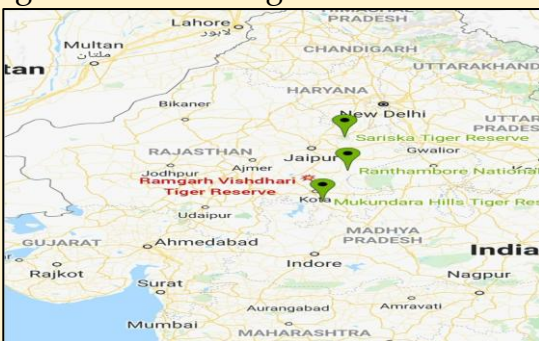 Lahore
لاہور
PRADESH
Multan
ملتان
CHANDIGARH
tan
UTTARAKHAND
HARYANA
Bikaner
New Delhi
UTTAR
PRADESH
Sariska Tiger Reserve
RAJASTHAN
Jaipur
Gwalior
Jodhpur
Ajmer
Ranthambore National
Ramgarh Vishdhari
Tiger Reserve
Kota
Mukundara Hills Tiger Res
Udaipur
GUJARAT
Ahmedabad
MADHYA
PRADESH
India
Rajkot
Indore
Nagpur
Surat
Aurangabad
Amravati
Mumbai
MAHARASHTRA